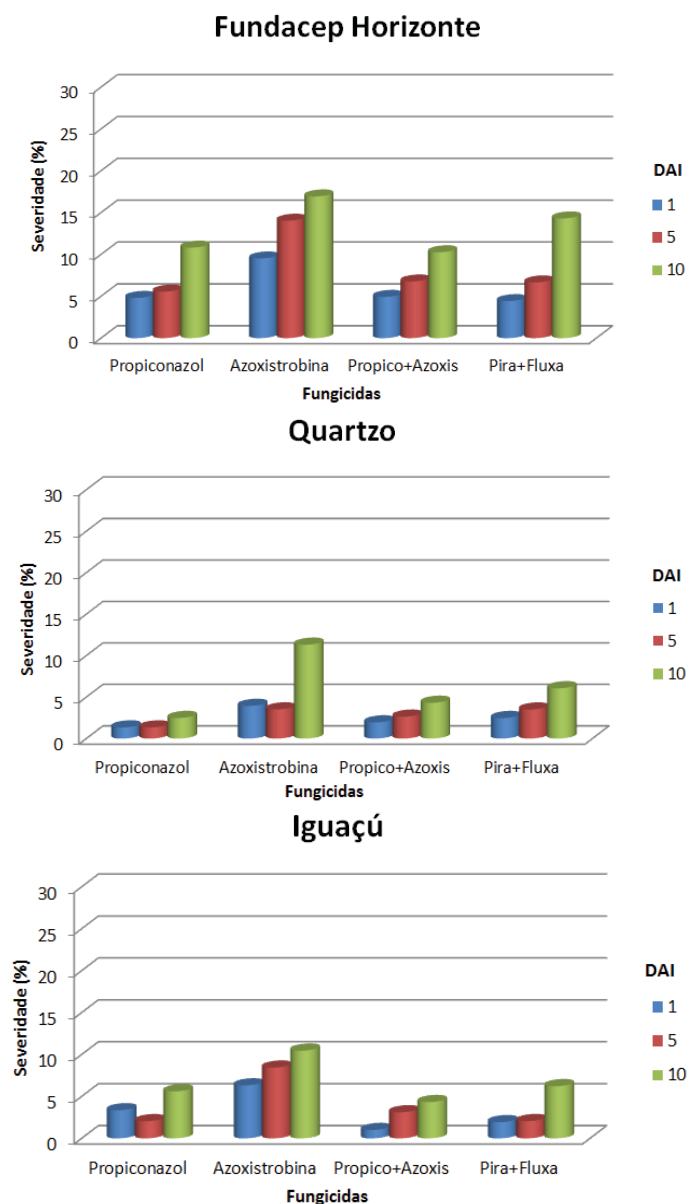 Fundacep Horizonte
30
25
20
15
10
5
0
Severidade (%)
DAI
1
5
10
Propiconazol Azoxistrobina Propico+Azoxis Pira+Fluxa
Fungicidas
Quartzo
30
25
20
15
10
5
0
Severidade (%)
DAI
1
5
10
Propiconazol Azoxistrobina Propico+Azoxis Pira+Fluxa
Fungicidas
Iguaçú
30
25
20
15
10
5
0
Severidade (%)
DAI
1
5
10
Propiconazol Azoxistrobina Propico+Azoxis Pira+Fluxa
Fungicidas